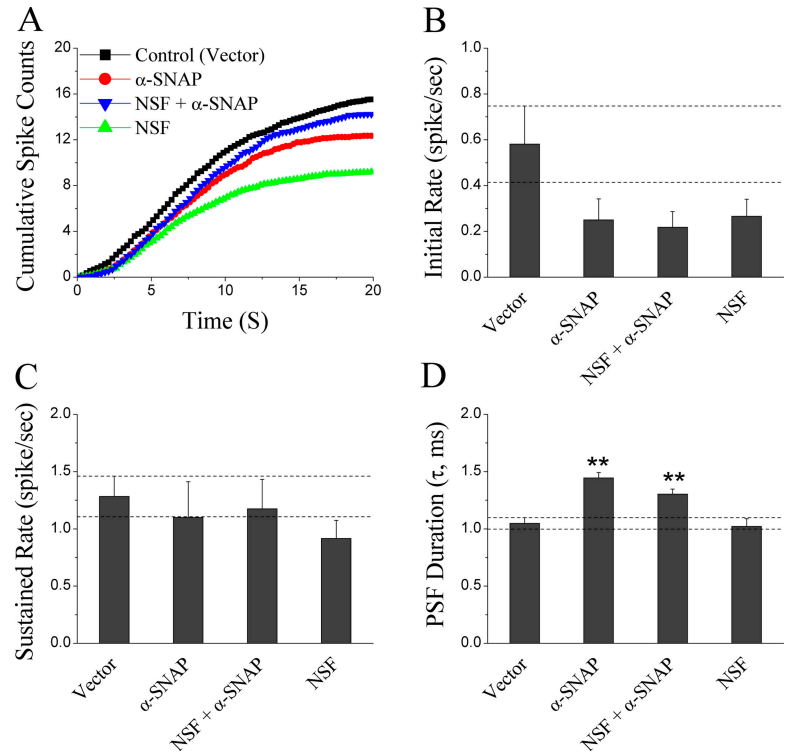 A
Cumulative Spike Counts
20
16
12
8
4
0
Control (Vector)
α-SNAP
NSF + α-SNAP
NSF
0
5
10
15
20
Time (S)
B
Initial Rate (spike/sec)
1.0
0.8
0.6
0.4
0.2
0.0
Vector
α-SNAP
NSF + α-SNAP
NSF
C
Sustained Rate (spike/sec)
2.0
1.5
1.0
0.5
0.0
Vector
α-SNAP
NSF + α-SNAP
NSF
D
PSF Duration (τ, ms)
2.0
1.5
1.0
0.5
0.0
**
**
Vector
α-SNAP
NSF + α-SNAP
NSF